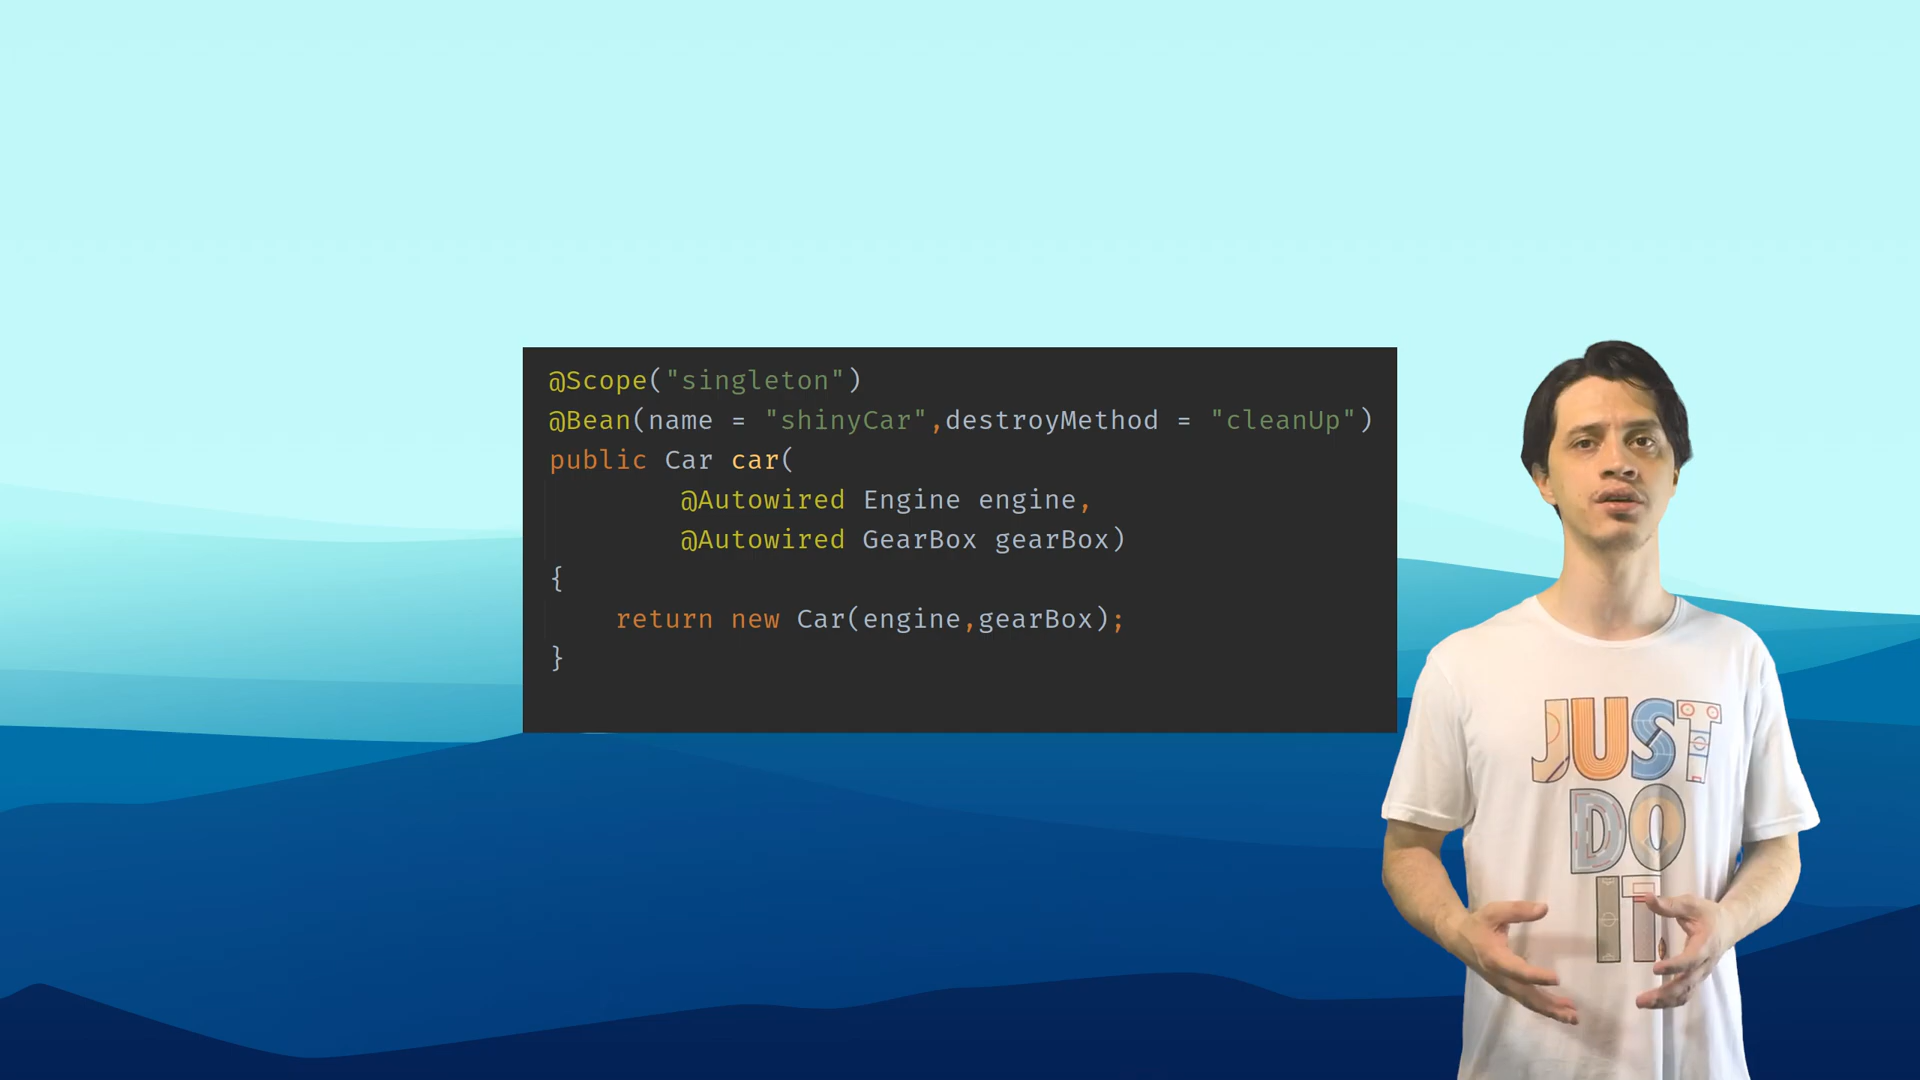 @Scope("singleton")
@Bean(name = "shinyCar",destroyMethod = "cleanUp")
public Car car(
@Autowired Engine engine,
@Autowired GearBox gearBox)
{
return new Car(engine,gearBox);
}
JUST
DO
IT.